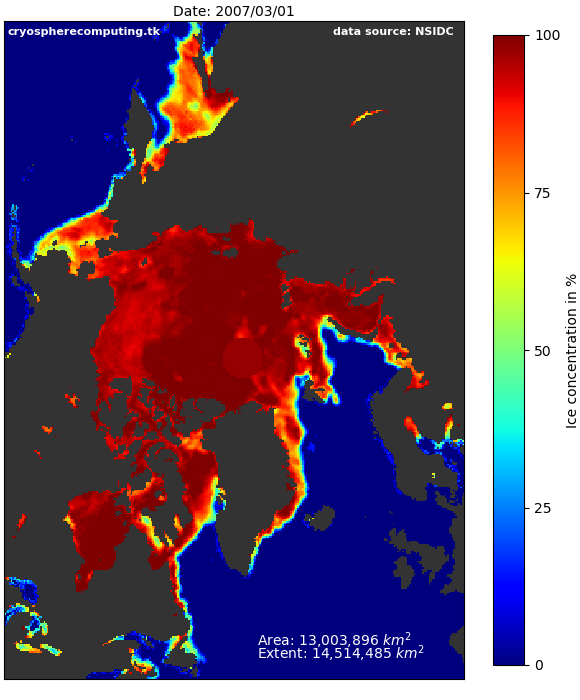 Date: 2007/03/01
cryospherecomputing.tk data source: NSIDC
100
75
50
25
0
Ice concentration in %
Area: 13,003,896 km²
Extent: 14,514,485 km²